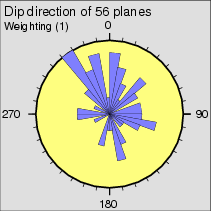 Dip direction of 56 planes
Weighting (1)
0
270
90
180